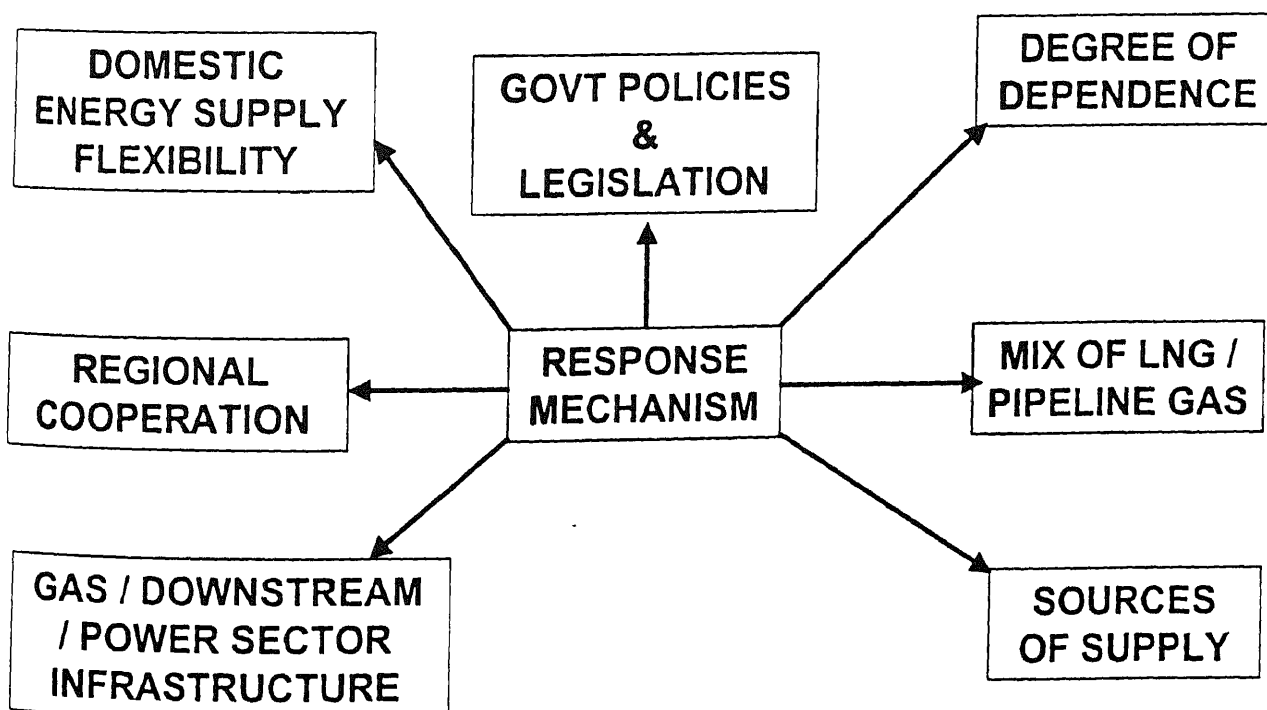 DOMESTIC
ENERGY SUPPLY
FLEXIBILITY
GOVT POLICIES
&
LEGISLATION
DEGREE OF
DEPENDENCE
REGIONAL
COOPERATION
RESPONSE
MECHANISM
MIX OF LNG /
PIPELINE GAS
GAS / DOWNSTREAM
/ POWER SECTOR
INFRASTRUCTURE
SOURCES
OF SUPPLY